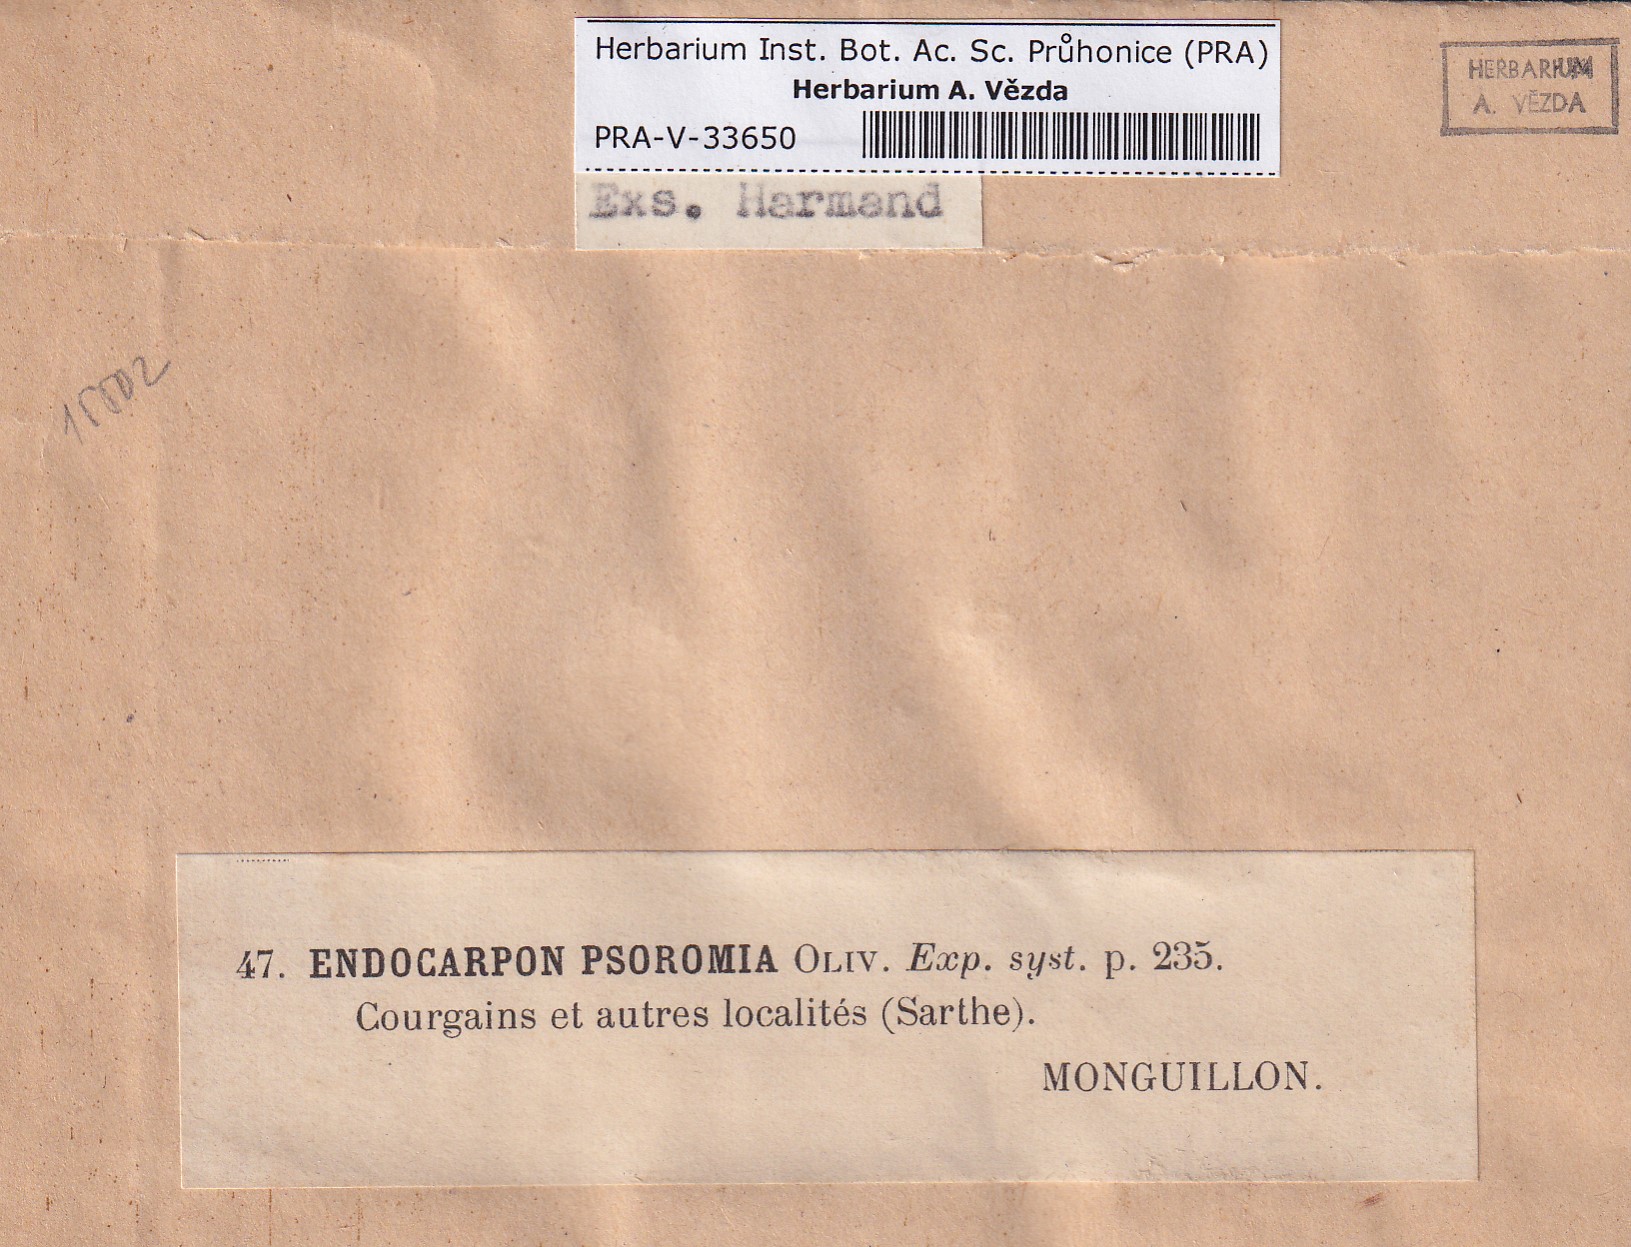 Herbarium Inst. Bot. Ac. Sc. Průhonice (PRA)
Herbarium A. Vězda
PRA-V-33650
HERBARIUM
A. VĚZDA
Exs. Harmand
47. ENDOCARPON PSOROMIA OLIV. Exp. syst. p. 235.
Courgains et autres localités (Sarthe).
MONGUILLON.